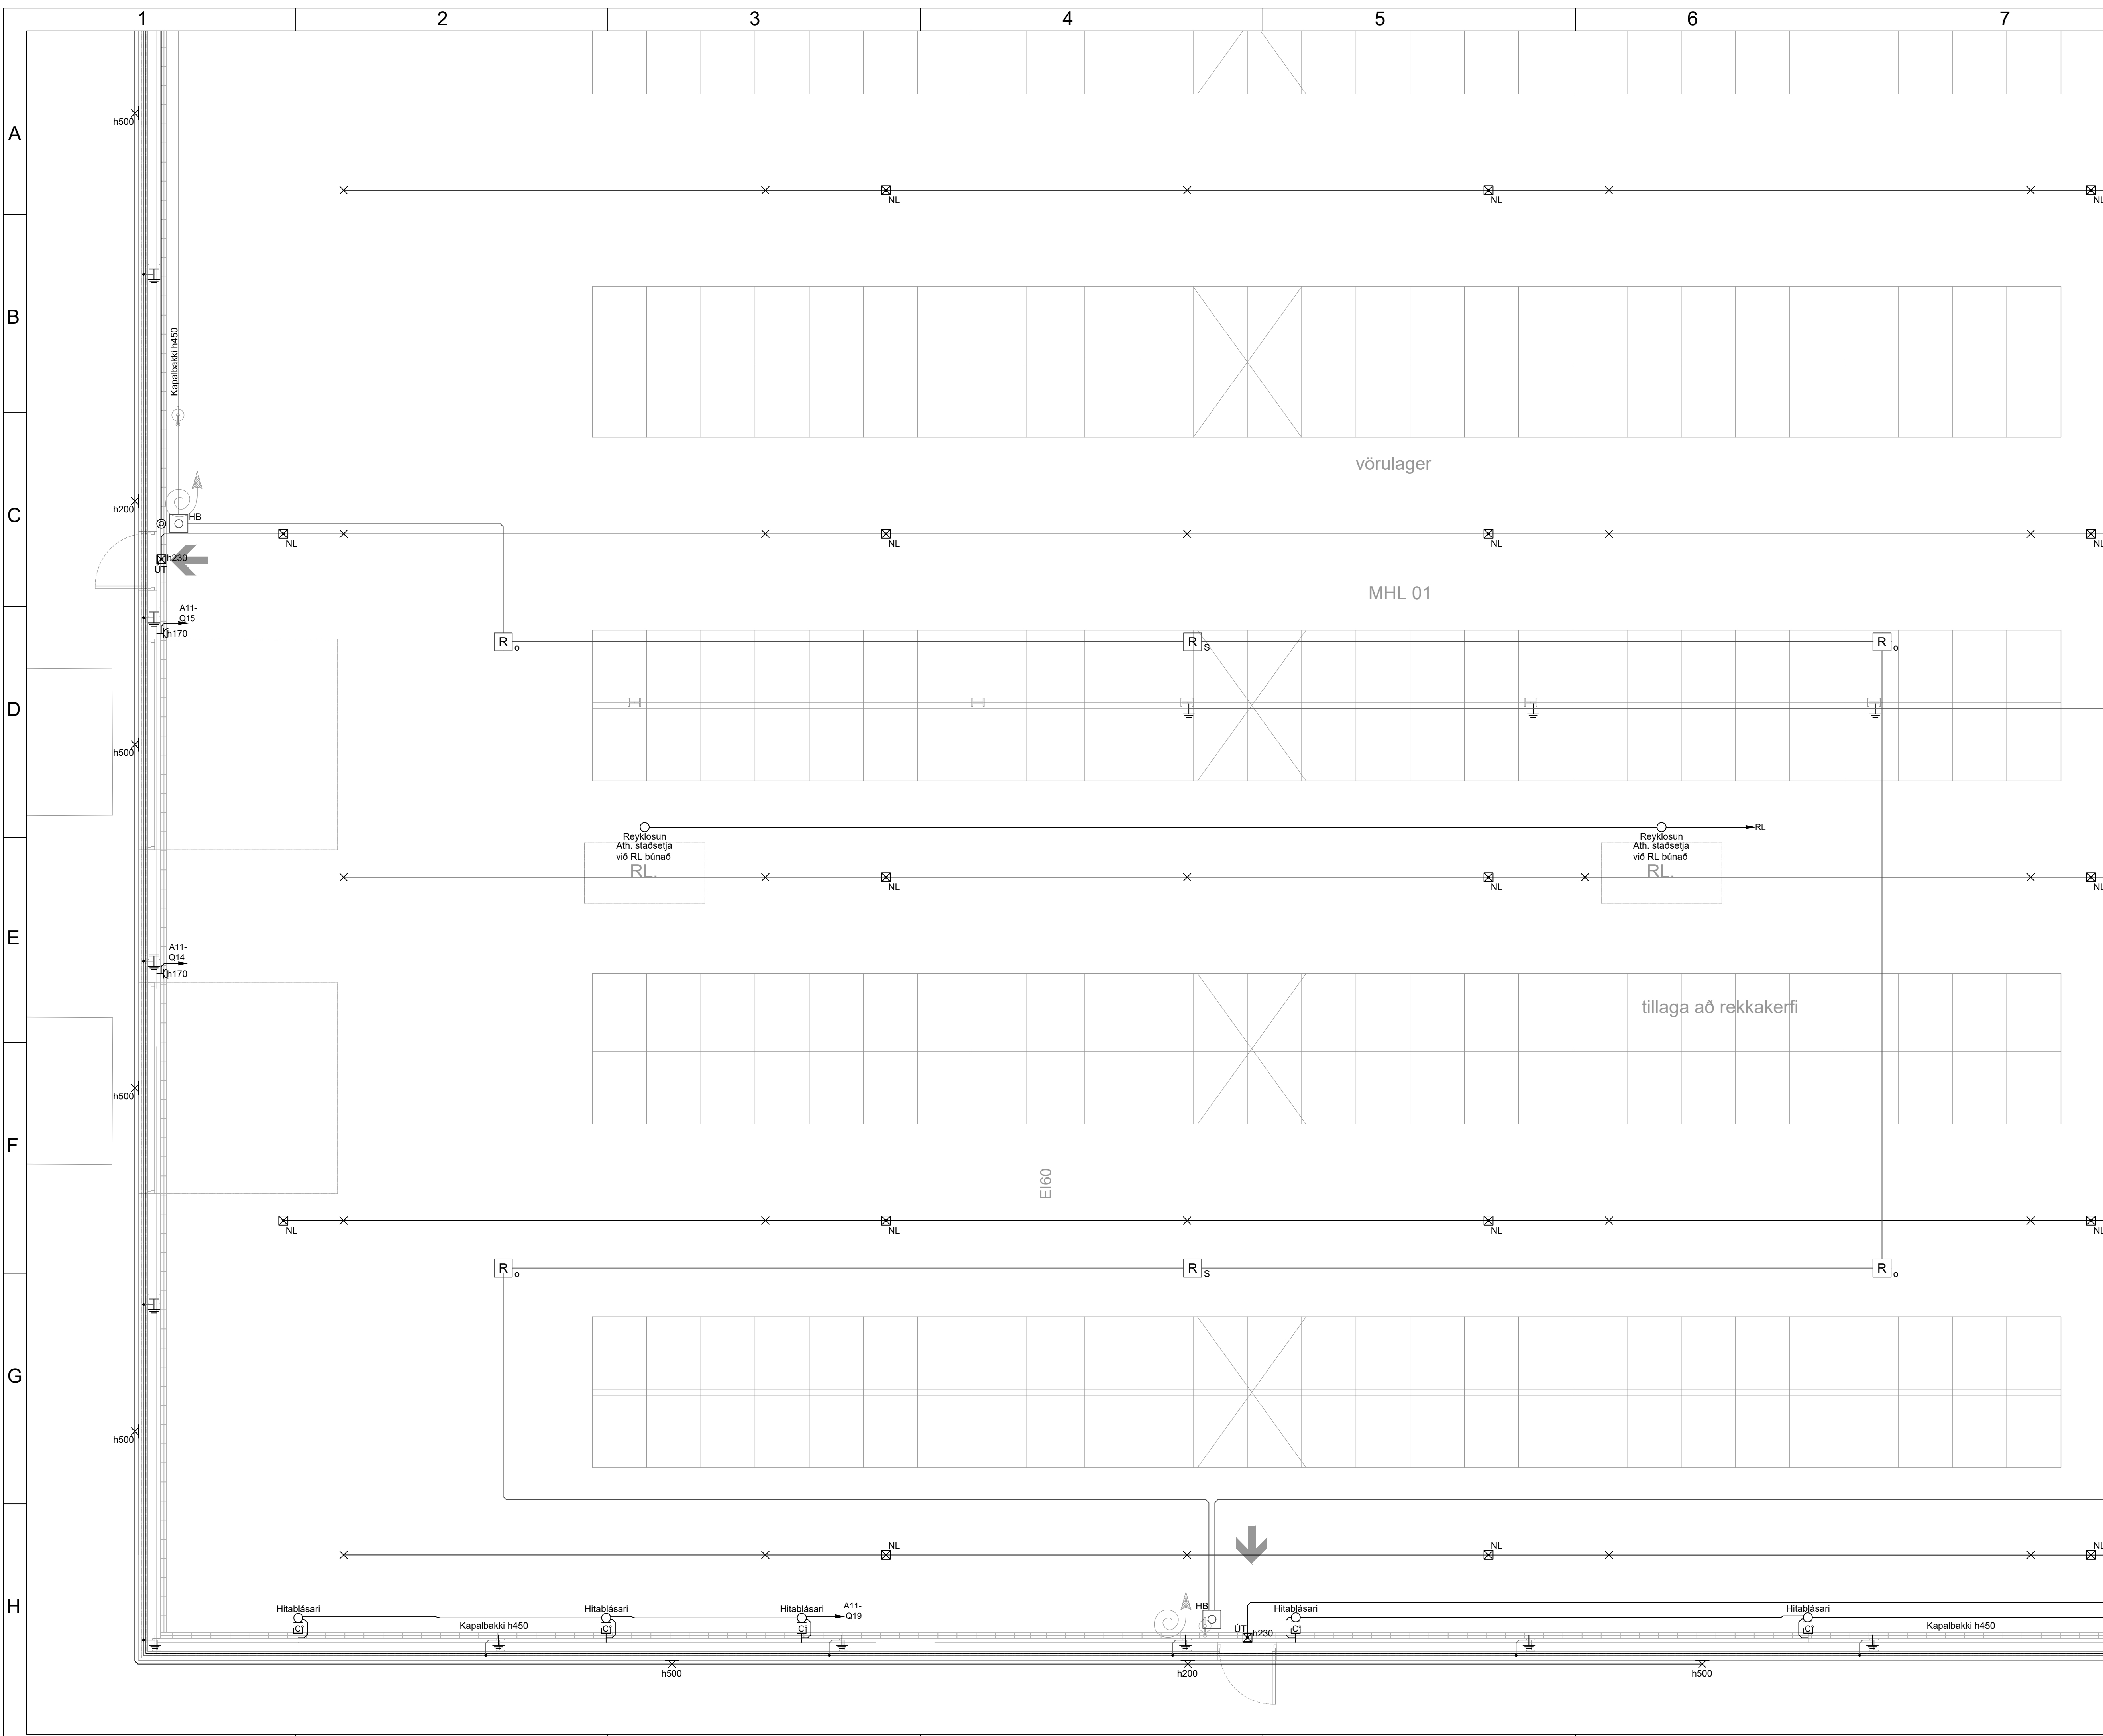 1 2 3 4 5 6 7
A
h500
NL NL NL
B
Kapalbakki h450
vörulager
C
h200
HB
NL NL NL NL
h230
ÚT
MHL 01
A11-
Q15
h170
R o R S R o
D
h500
RL
Reyklosun Reyklosun
Ath. staðsetja Ath. staðsetja
við RL búnað við RL búnað
RL. RL.
NL NL NL
E
A11-
Q14
h170
tillaga að rekkakerfi
h500
F
EI60
NL NL NL NL
R o R S R o
G
h500
NL NL NL
H
Hitablásari Hitablásari Hitablásari A11-
Q19
HB
Hitablásari Hitablásari
Kapalbakki h450
ÚT
h230
Kapalbakki h450
h500 h200 h500